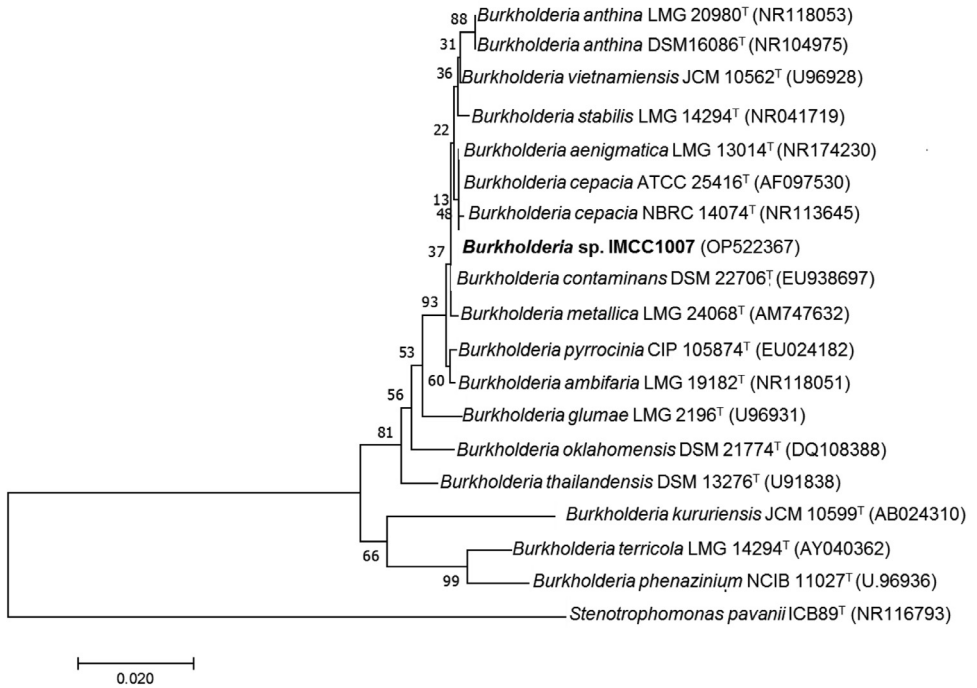 88
Burkholderia anthina LMG 20980ᵀ (NR118053)
31
Burkholderia anthina DSM16086ᵀ (NR104975)
36
Burkholderia vietnamiensis JCM 10562ᵀ (U96928)
Burkholderia stabilis LMG 14294ᵀ (NR041719)
22
Burkholderia aenigmatica LMG 13014ᵀ (NR174230)
Burkholderia cepacia ATCC 25416ᵀ (AF097530)
13
48
Burkholderia cepacia NBRC 14074ᵀ (NR113645)
Burkholderia sp. IMCC1007 (OP522367)
37
Burkholderia contaminans DSM 22706ᵀ (EU938697)
93
Burkholderia metallica LMG 24068ᵀ (AM747632)
53
Burkholderia pyrrocinia CIP 105874ᵀ (EU024182)
60
Burkholderia ambifaria LMG 19182ᵀ (NR118051)
56
Burkholderia glumae LMG 2196ᵀ (U96931)
81
Burkholderia oklahomensis DSM 21774ᵀ (DQ108388)
Burkholderia thailandensis DSM 13276ᵀ (U91838)
Burkholderia kururiensis JCM 10599ᵀ (AB024310)
66
Burkholderia terricola LMG 14294ᵀ (AY040362)
99
Burkholderia phenazinium NCIB 11027ᵀ (U.96936)
Stenotrophomonas pavanii ICB89ᵀ (NR116793)
0.020